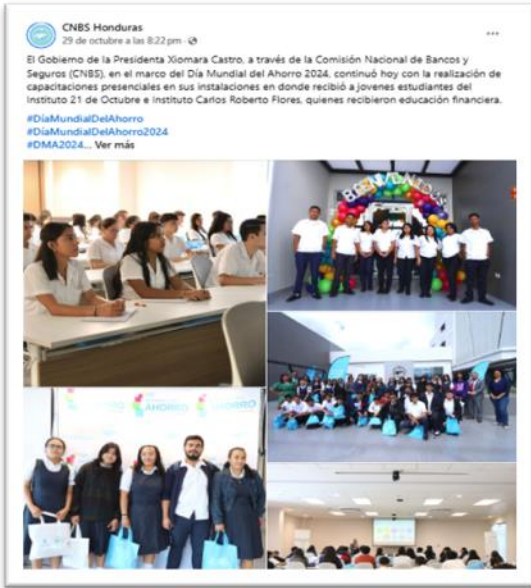 CNBS Honduras
29 de octubre a las 8:22 pm ·
El Gobierno de la Presidenta Xiomara Castro, a través de la Comisión Nacional de Bancos y
Seguros (CNBS), en el marco del Día Mundial del Ahorro 2024, continuó hoy con la realización de
capacitaciones presenciales en sus instalaciones en donde recibió a jovenes estudiantes del
Instituto 21 de Octubre e Instituto Carlos Roberto Flores, quienes recibieron educación financiera.
#DíaMundialDelAhorro
#DíaMundialDelAhorro2024
#DMA2024... Ver más
BIENVENIDOS
AHORRO